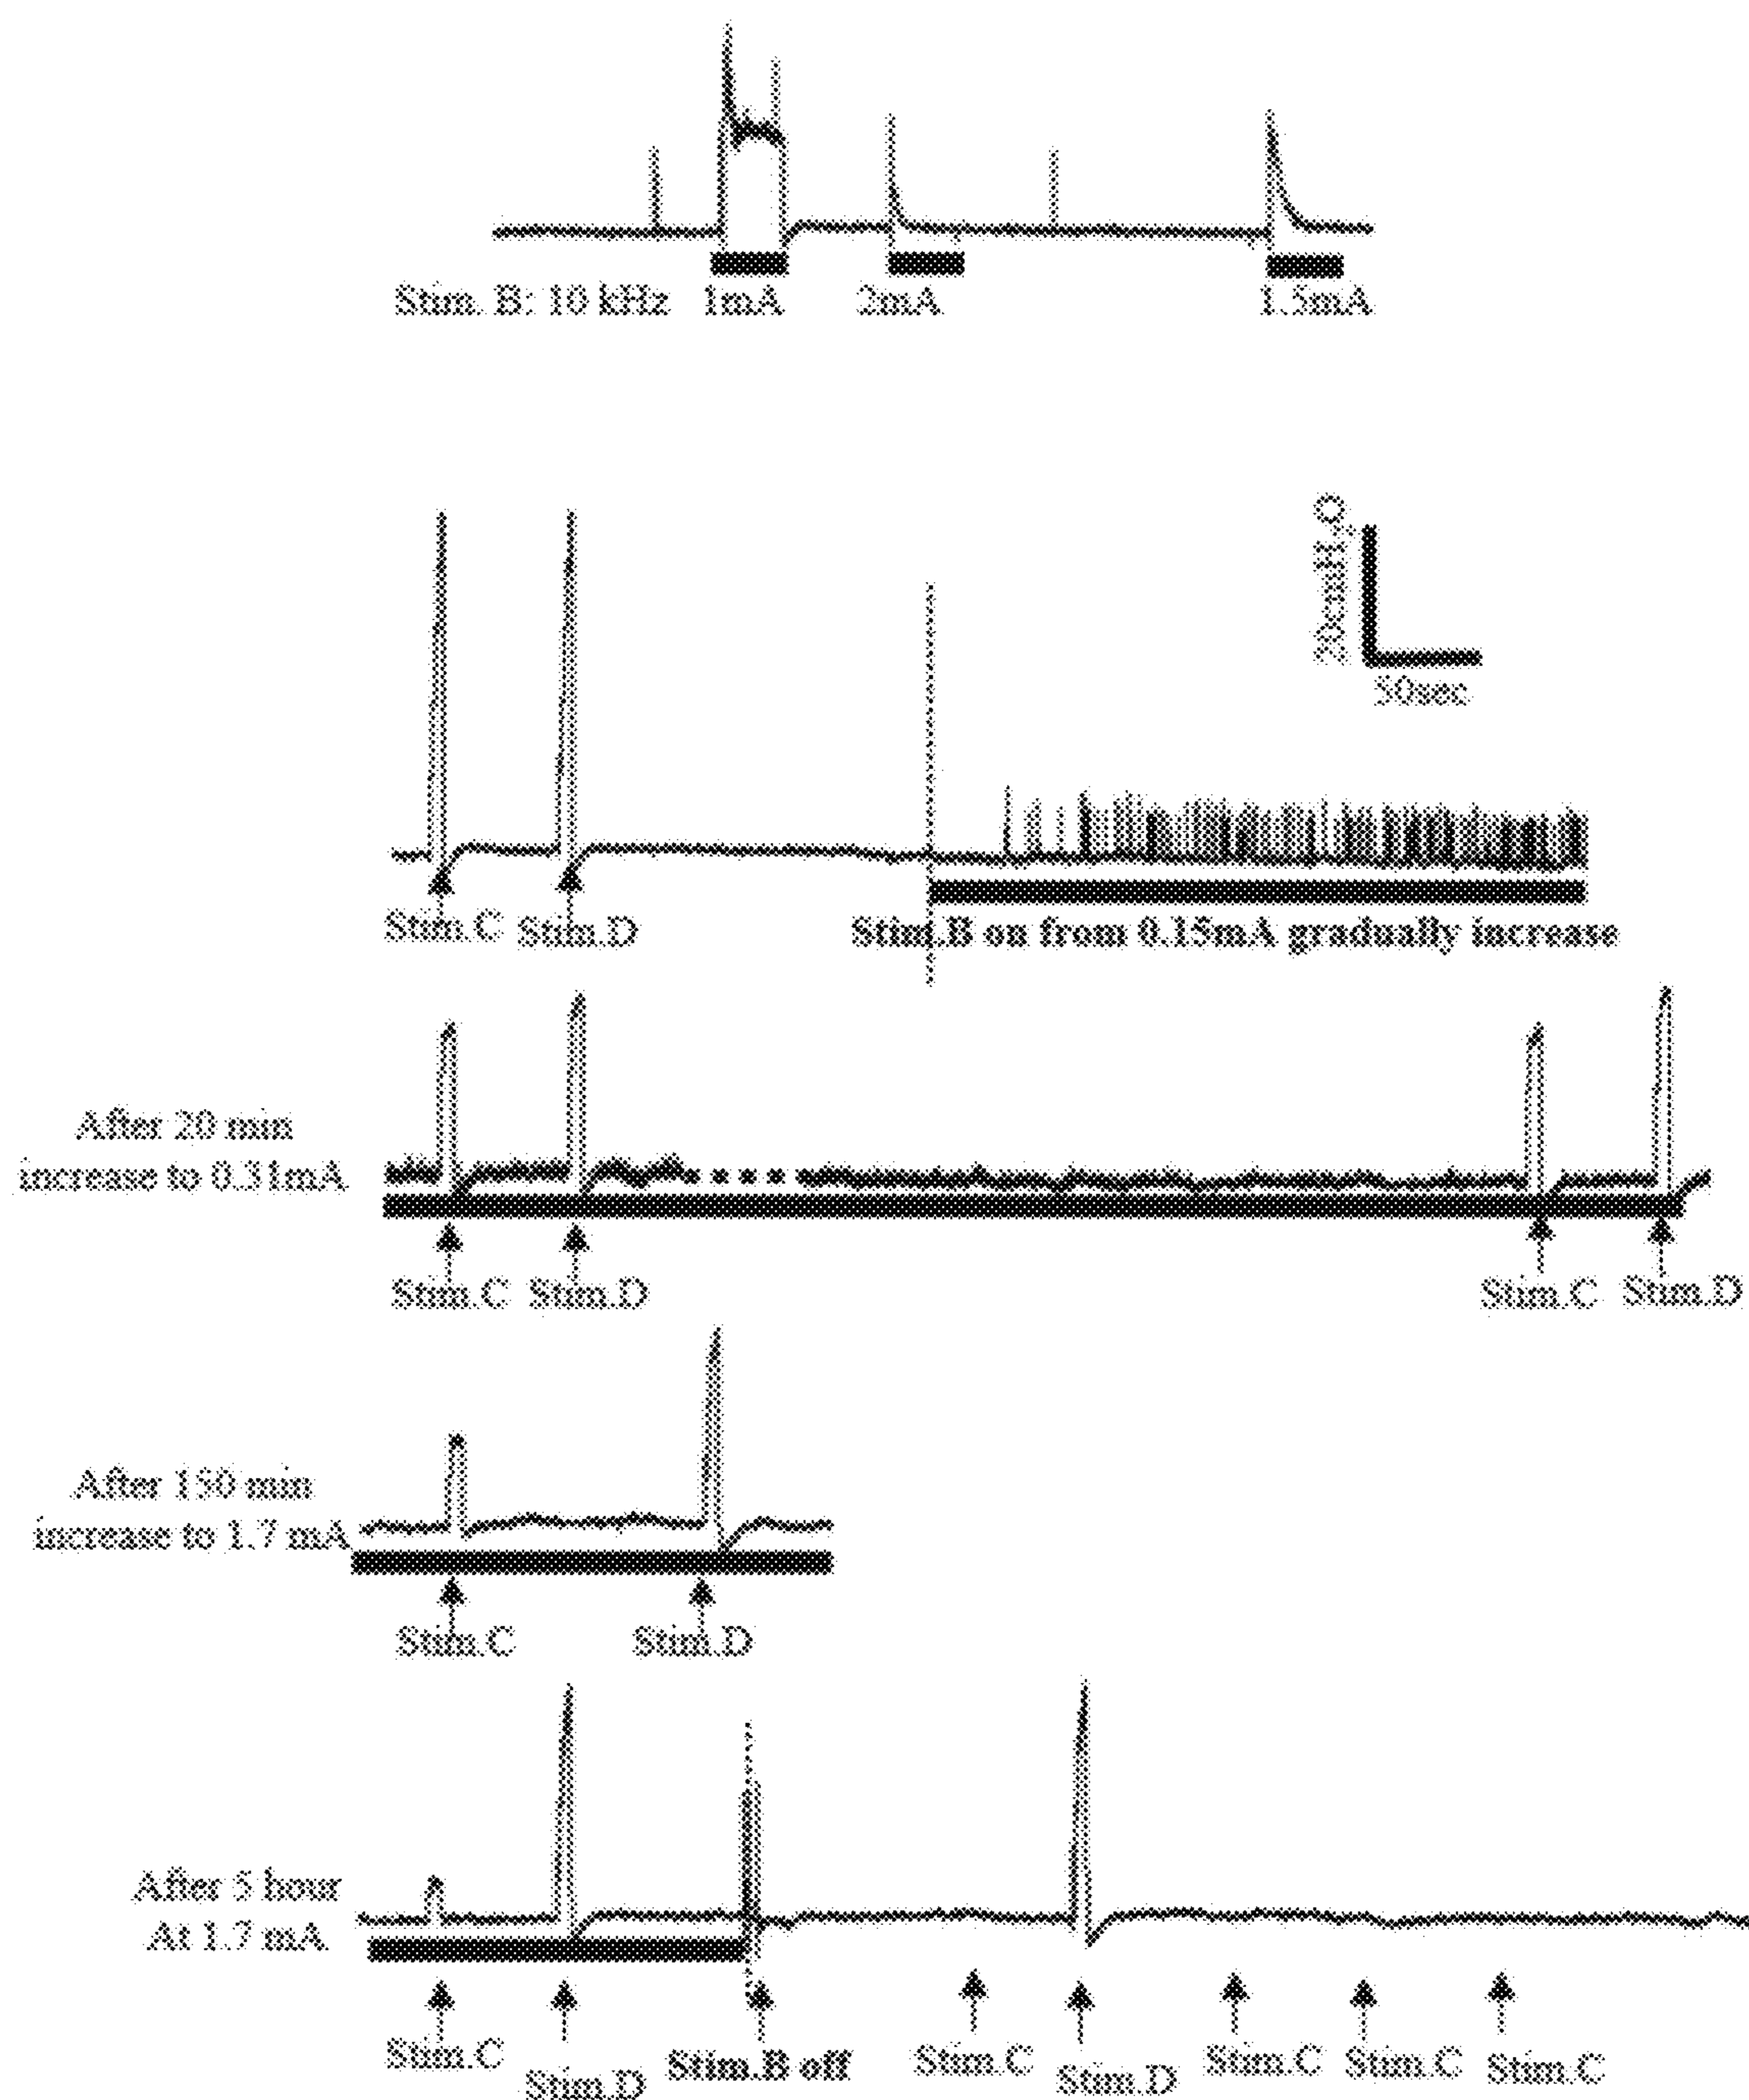 Stim. B: 10 kHz 1mA 2mA 1.5mA
20cmH₂O
50sec
Stim.C Stim.D Stim.B on from 0.15mA gradually increase
After 20 min
increase to 0.31mA
Stim.C Stim.D Stim.C Stim.D
After 150 min
increase to 1.7 mA
Stim.C Stim.D
After 5 hour
At 1.7 mA
Stim.C Stim.D Stim.B off Stim.C Stim.D Stim.C Stim.C Stim.C